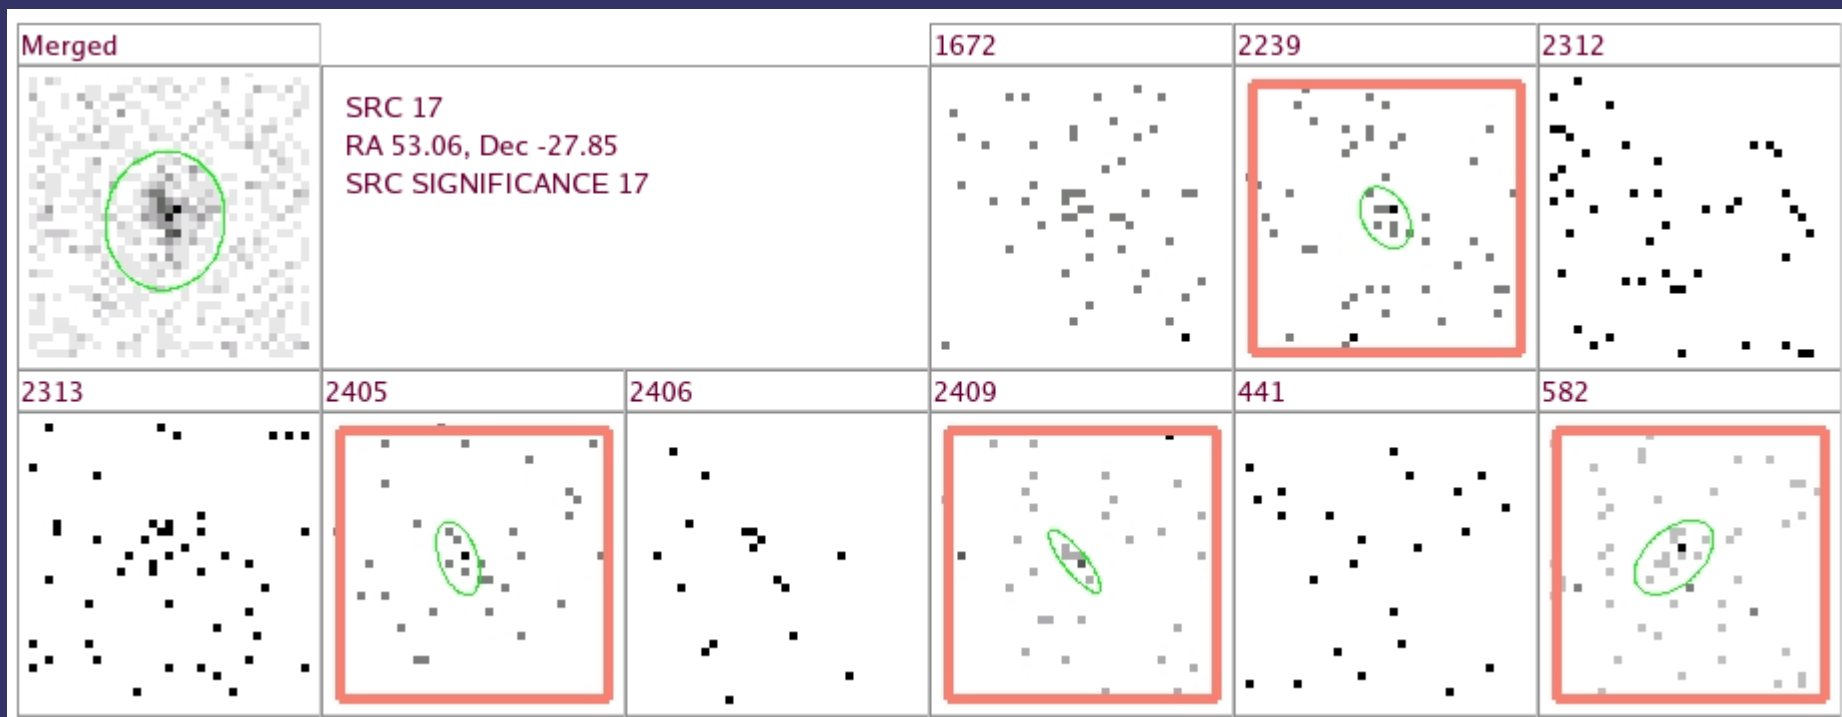 Merged
SRC 17
RA 53.06, Dec -27.85
SRC SIGNIFICANCE 17
1672
2239
2312
2313
2405
2406
2409
441
582